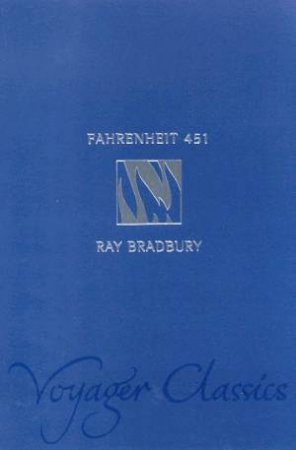 FAHRENHEIT 451
RAY BRADBURY
Voyager Classics